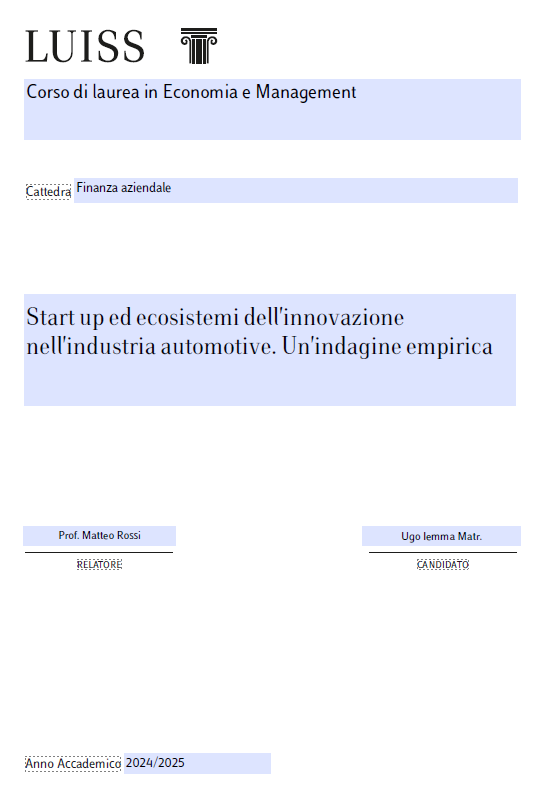 LUISS
Corso di laurea in Economia e Management
Cattedra Finanza aziendale
Start up ed ecosistemi dell'innovazione
nell'industria automotive. Un'indagine empirica
Prof. Matteo Rossi
Ugo Iemma Matr.
RELATORE
CANDIDATO
Anno Accademico 2024/2025